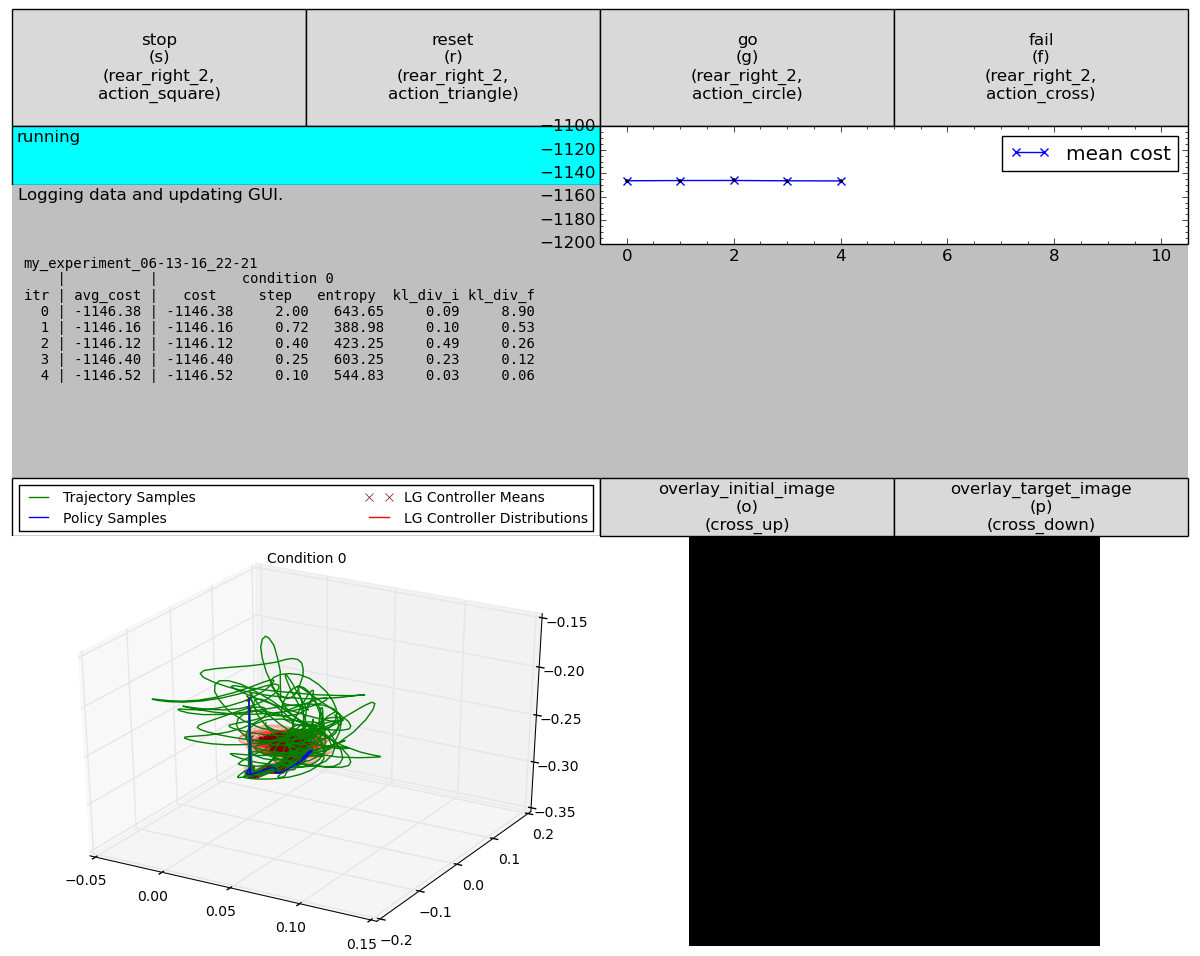 stop
(s)
(rear_right_2,
action_square)
reset
(r)
(rear_right_2,
action_triangle)
go
(g)
(rear_right_2,
action_circle)
fail
(f)
(rear_right_2,
action_cross)
running
Logging data and updating GUI.
−1100
−1120
−1140
−1160
−1180
−1200
0 2 4 6 8 10
mean cost
my_experiment_06-13-16_22-21
| | condition 0
itr | avg_cost | cost step entropy kl_div_i kl_div_f
0 | -1146.38 | -1146.38 2.00 643.65 0.09 8.90
1 | -1146.16 | -1146.16 0.72 388.98 0.10 0.53
2 | -1146.12 | -1146.12 0.40 423.25 0.49 0.26
3 | -1146.40 | -1146.40 0.25 603.25 0.23 0.12
4 | -1146.52 | -1146.52 0.10 544.83 0.03 0.06
Trajectory Samples
Policy Samples
LG Controller Means
LG Controller Distributions
overlay_initial_image
(o)
(cross_up)
overlay_target_image
(p)
(cross_down)
Condition 0
−0.15
−0.20
−0.25
−0.30
−0.35
0.2
0.1
0.0
−0.1
−0.2
−0.05
0.00
0.05
0.10
0.15